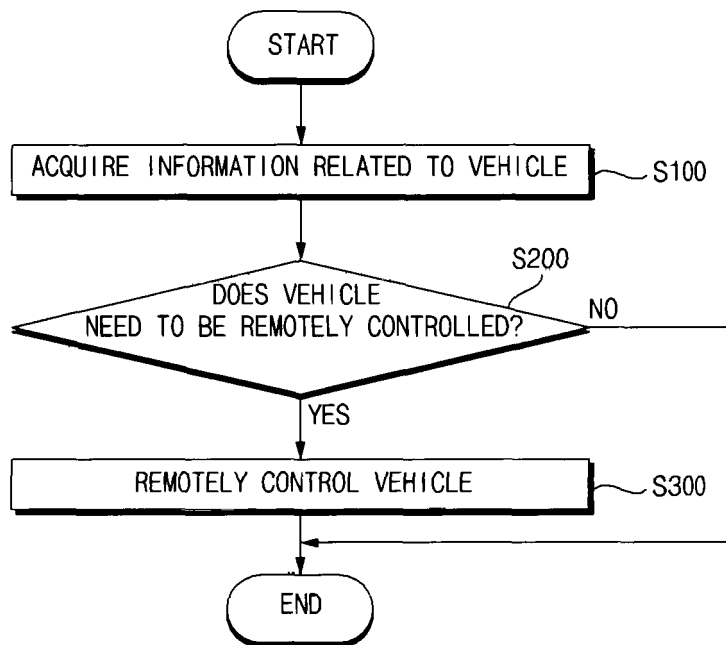 START
ACQUIRE INFORMATION RELATED TO VEHICLE
S100
S200
DOES VEHICLE
NEED TO BE REMOTELY CONTROLLED?
NO
YES
REMOTELY CONTROL VEHICLE
S300
END